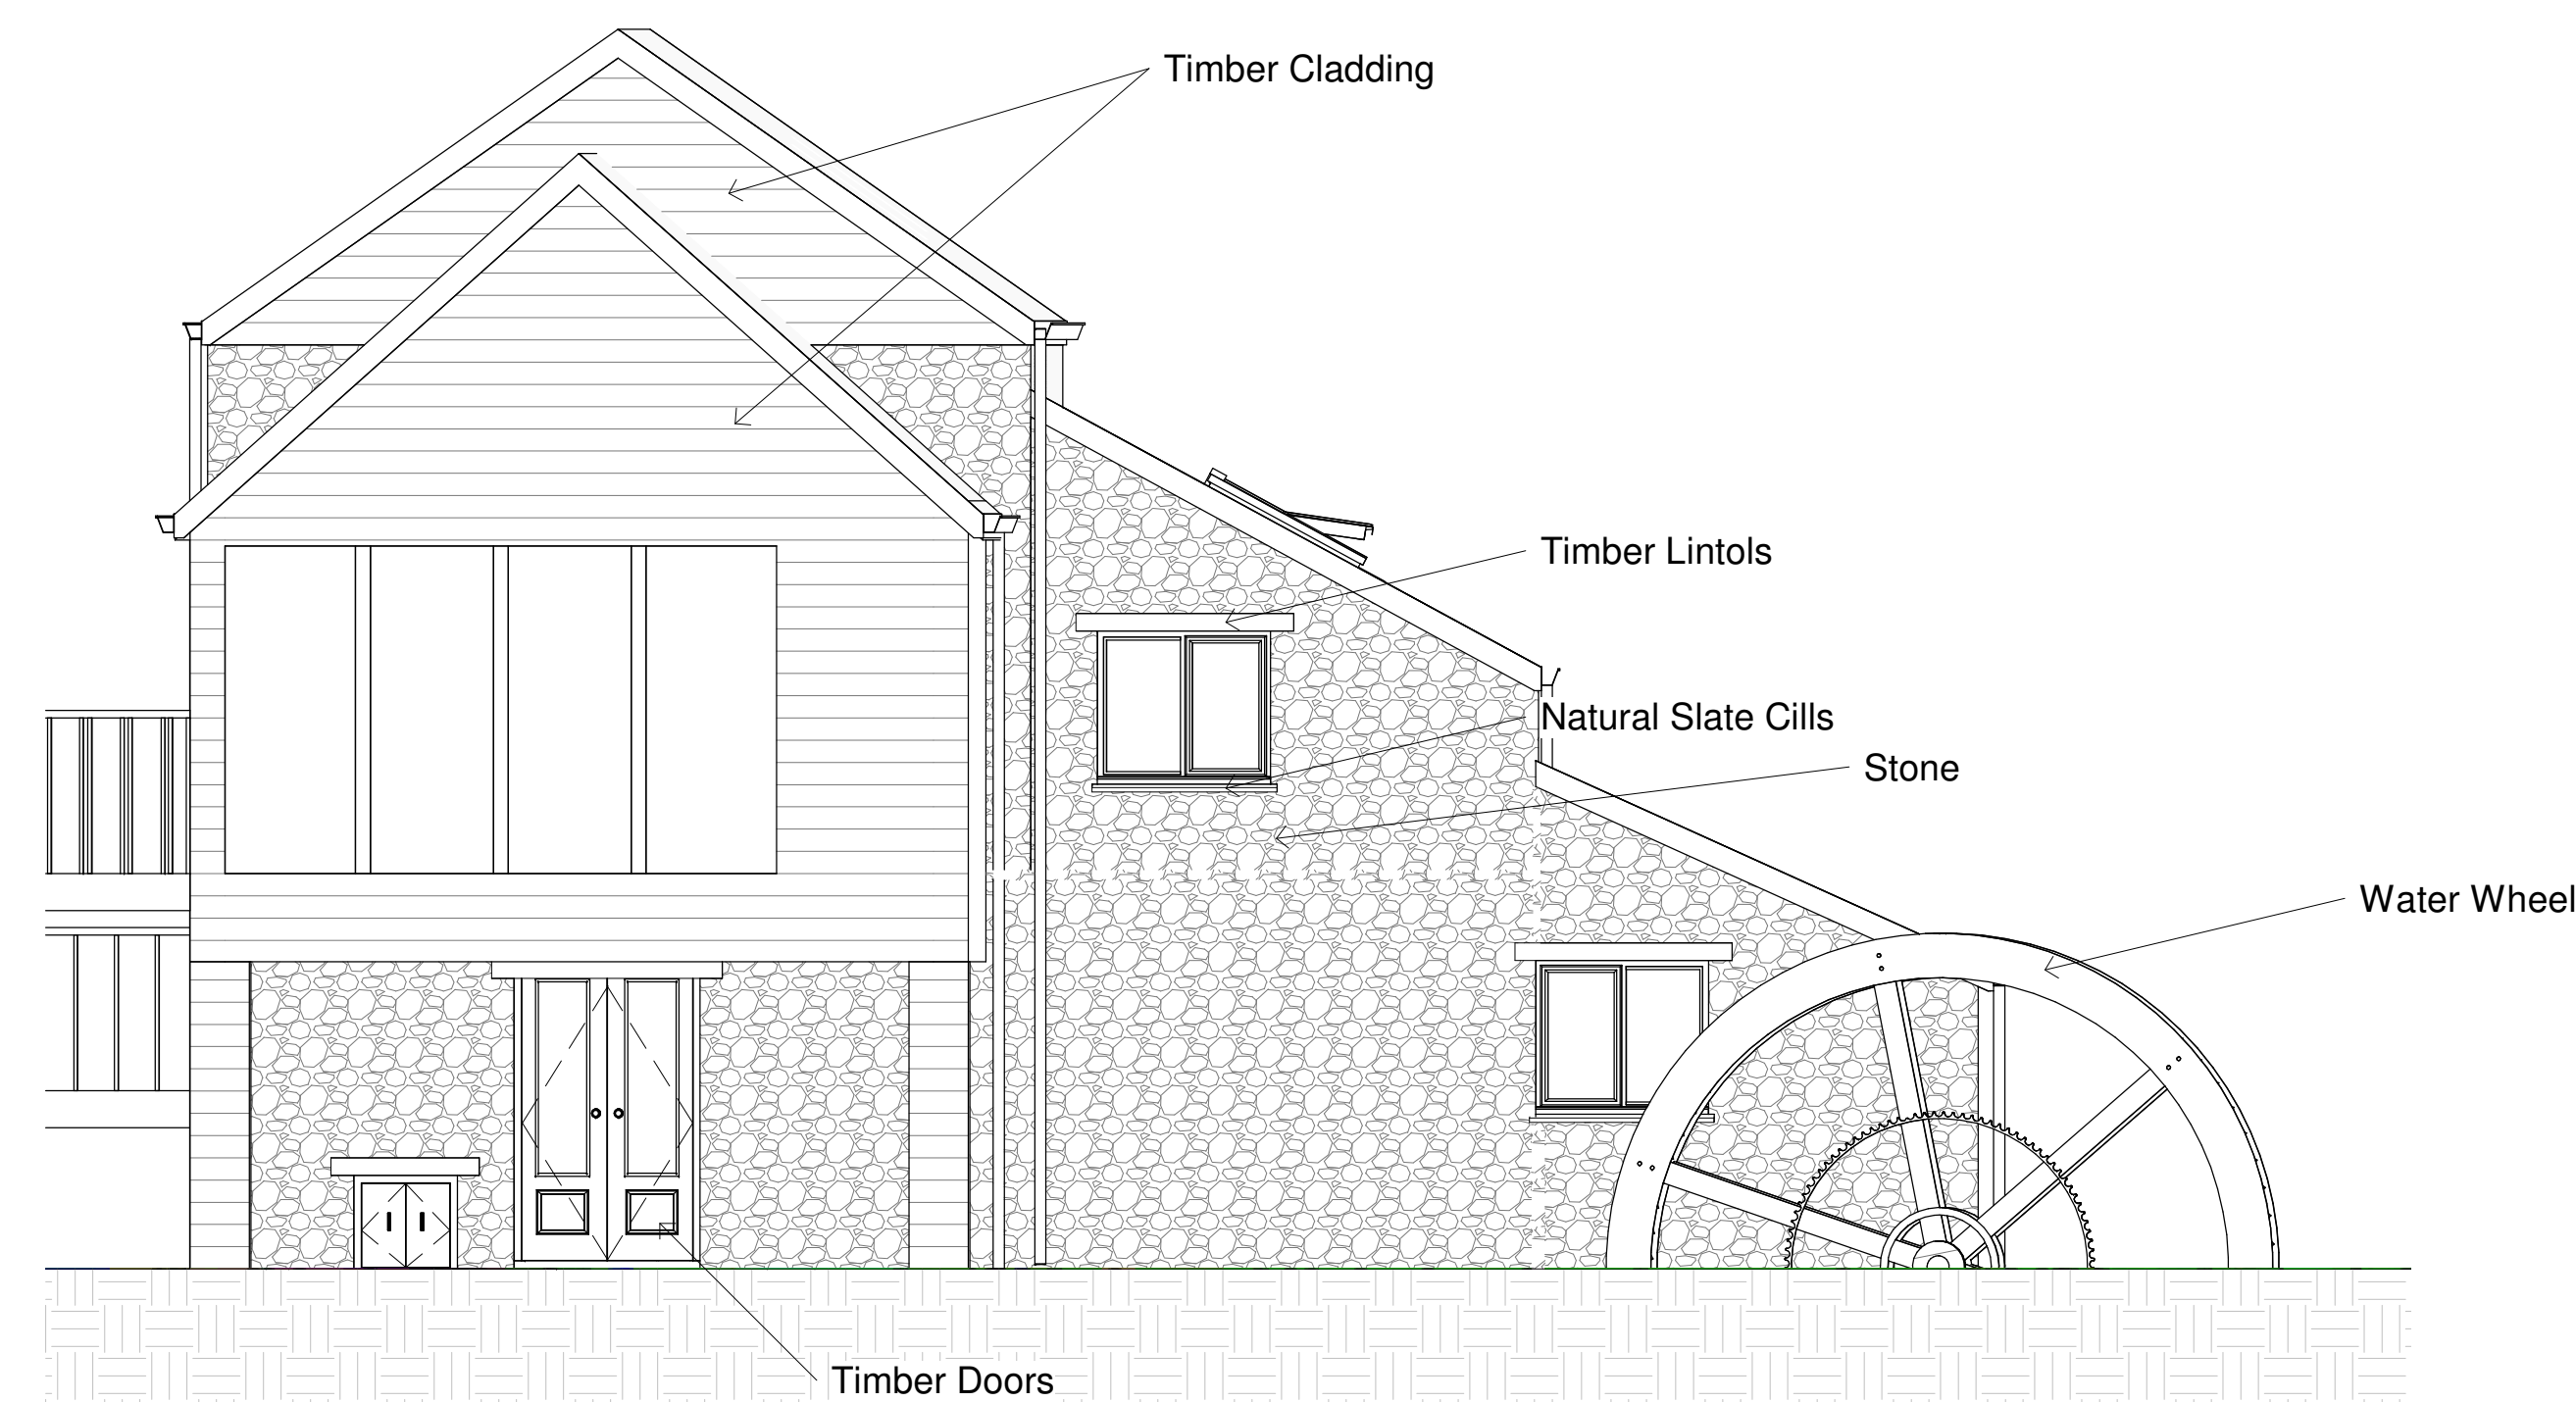 Timber Cladding
Timber Lintols
Natural Slate Cills
Stone
Water Wheel
Timber Doors